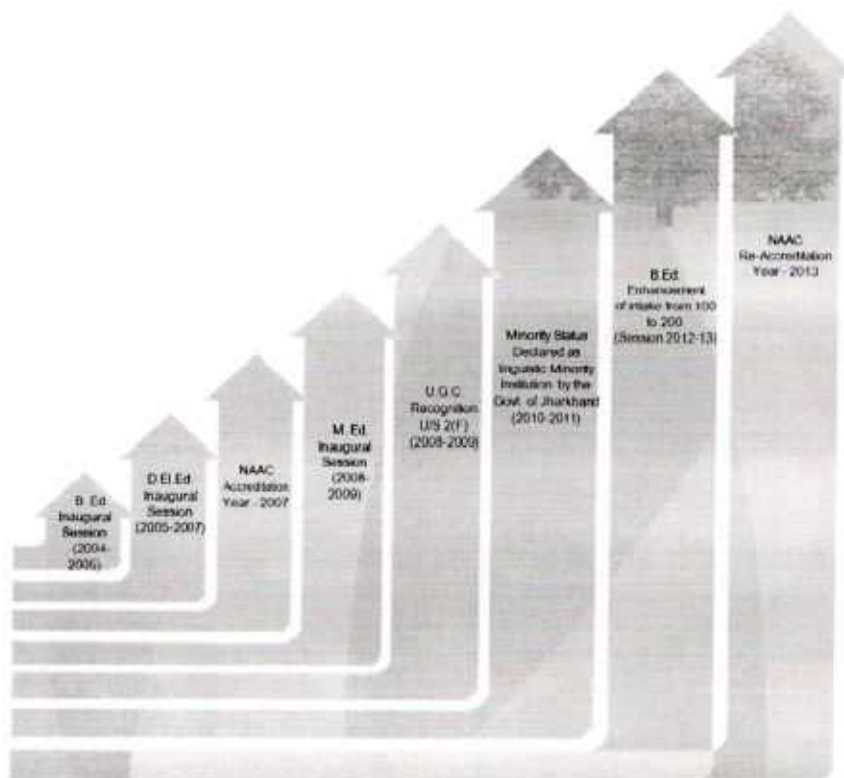 B. Ed.
Inaugural
Session
(2004-
2005)
D.El.Ed.
Inaugural
Session
(2005-2007)
NAAC
Accreditation
Year - 2007
M. Ed.
Inaugural
Session
(2008-
2009)
U.G.C.
Recognition
U/S 2(F)
(2008-2009)
Minority Status
Declared as
linguistic Minority
Institution by the
Govt. of Jharkhand
(2010-2011)
B.Ed.
Enhancement
of intake from 100
to 200
(Session 2012-13)
NAAC
Re-Accreditation
Year - 2013